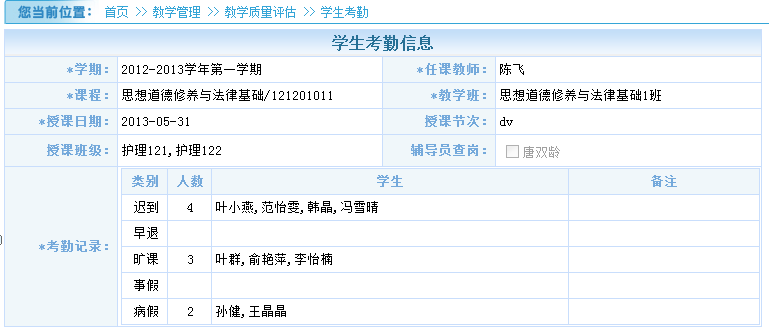 您当前位置： 首页 >> 教学管理 >> 教学质量评估 >> 学生考勤
学生考勤信息
*学期： 2012-2013学年第一学期 *任课教师： 陈飞
*课程： 思想道德修养与法律基础/121201011 *教学班： 思想道德修养与法律基础1班
*授课日期： 2013-05-31 授课节次： dv
授课班级： 护理121,护理122 辅导员查岗： 唐双龄
*考勤记录：
类别 人数 学生 备注
迟到 4 叶小燕,范怡雯,韩晶,冯雪晴
早退
旷课 3 叶群,俞艳萍,李怡楠
事假
病假 2 孙健,王晶晶